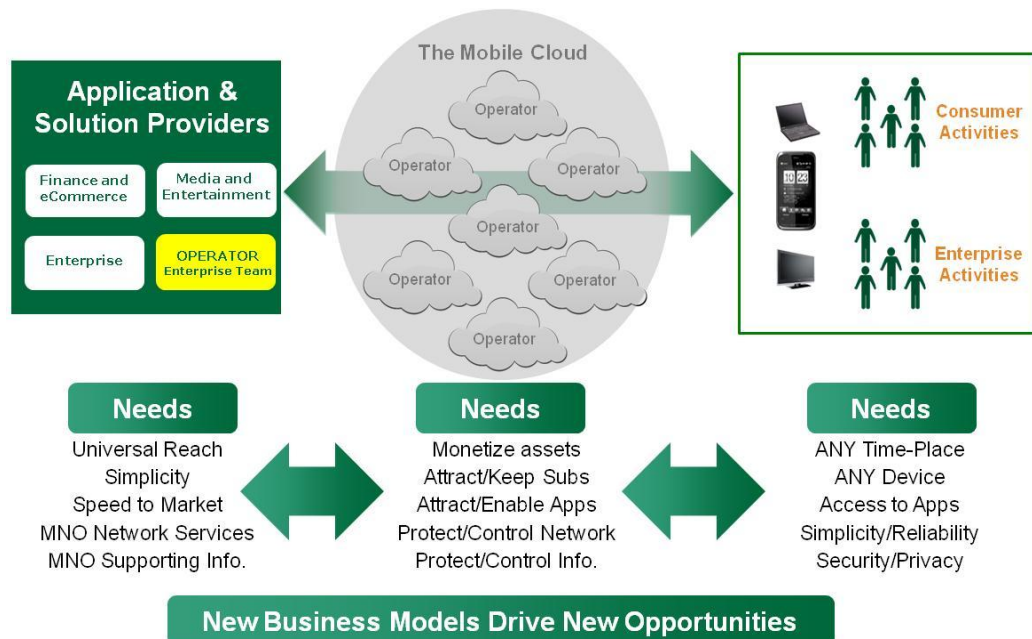 The Mobile Cloud
Application &
Solution Providers
Finance and
eCommerce
Media and
Entertainment
Enterprise
OPERATOR
Enterprise Team
Operator
Operator
Operator
Operator
Operator
Operator
Operator
Consumer
Activities
Enterprise
Activities
Needs
Universal Reach
Simplicity
Speed to Market
MNO Network Services
MNO Supporting Info.
Needs
Monetize assets
Attract/Keep Subs
Attract/Enable Apps
Protect/Control Network
Protect/Control Info.
Needs
ANY Time-Place
ANY Device
Access to Apps
Simplicity/Reliability
Security/Privacy
New Business Models Drive New Opportunities